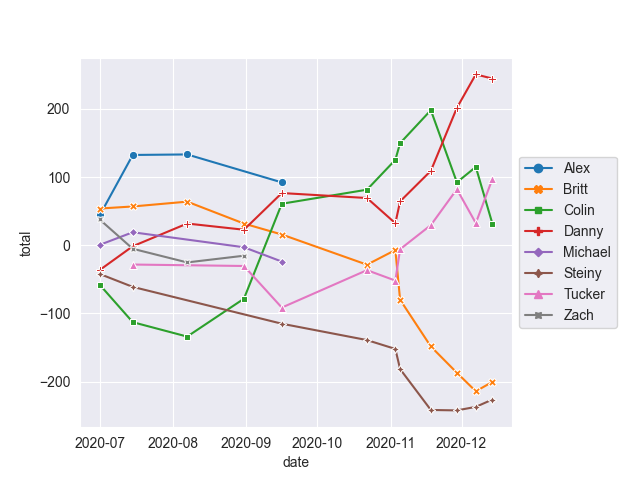 200
100
0
−100
−200
total
2020-07 2020-08 2020-09 2020-10 2020-11 2020-12
date
Alex
Britt
Colin
Danny
Michael
Steiny
Tucker
Zach